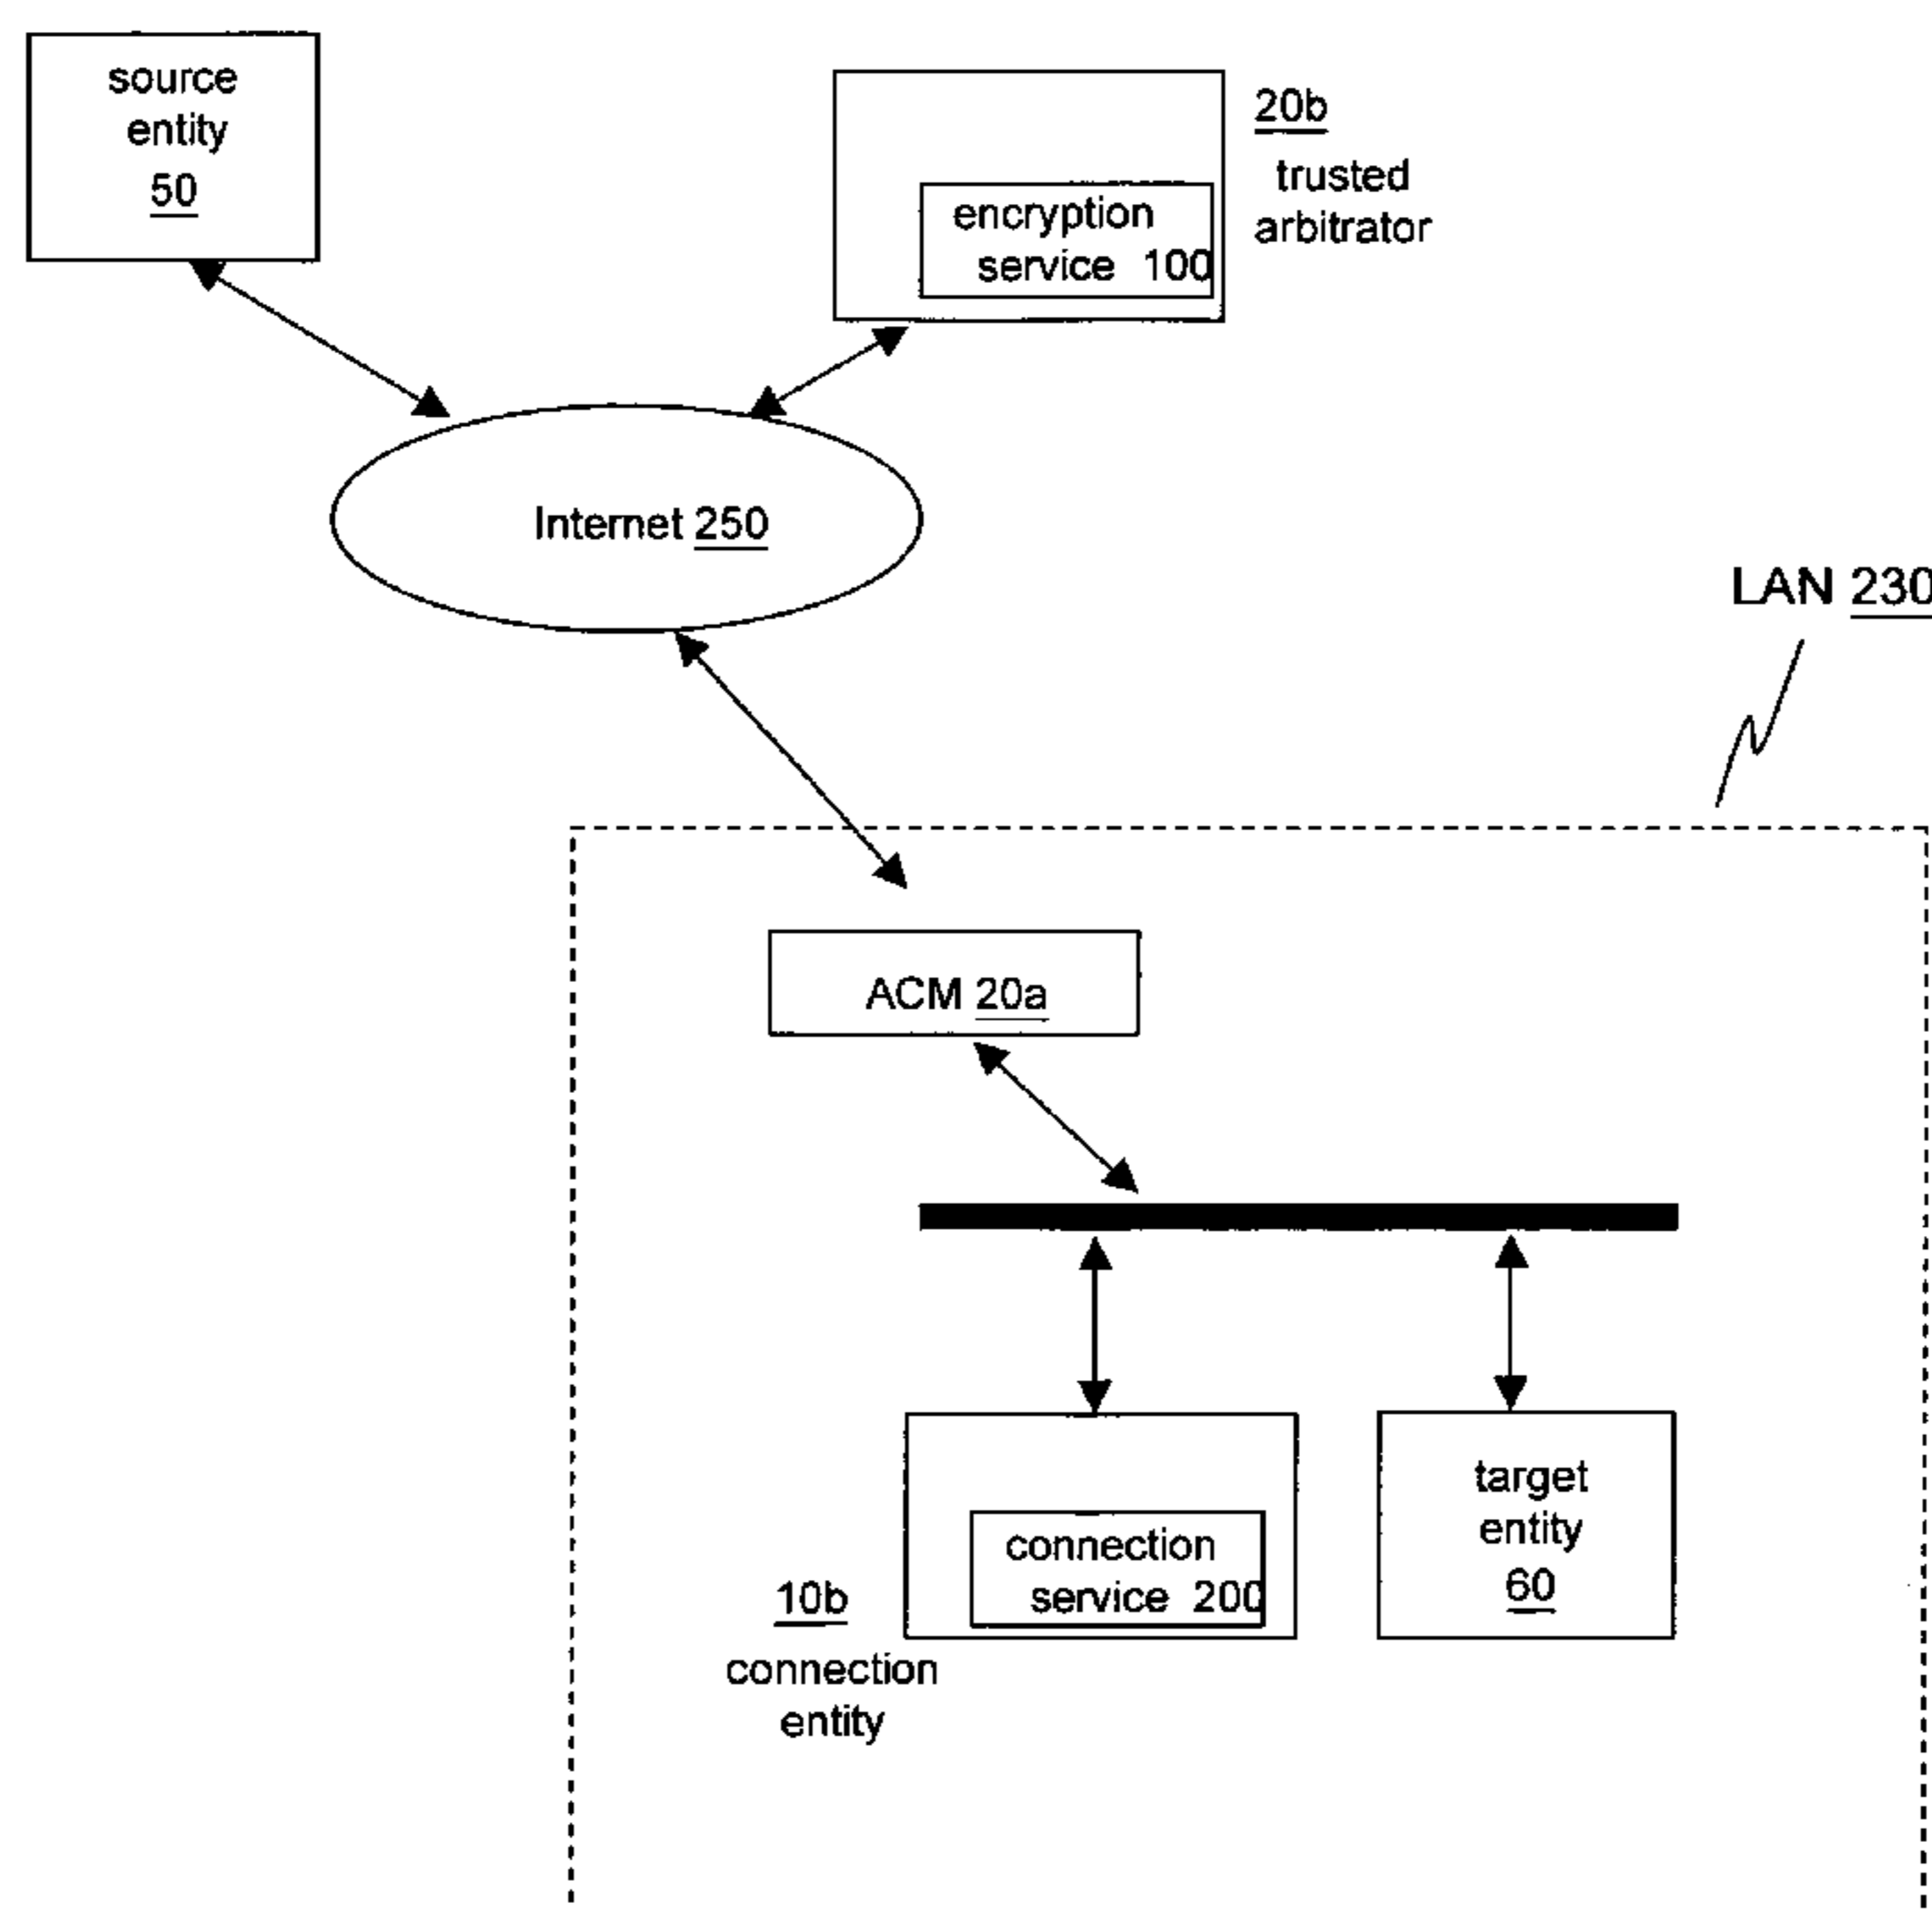 source
entity
50
20b
trusted
arbitrator
encryption
service 100
Internet 250
LAN 230
ACM 20a
connection
service 200
10b
connection
entity
target
entity
60